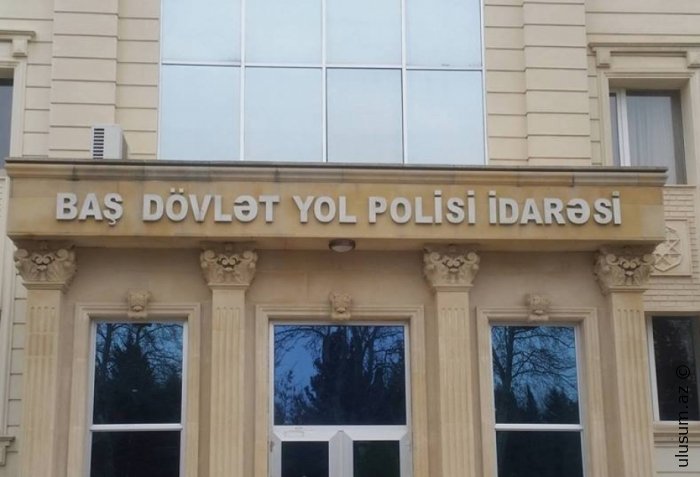 BAŞ DÖVLƏT YOL POLİSİ İDARƏSİ
ulusum.az ©